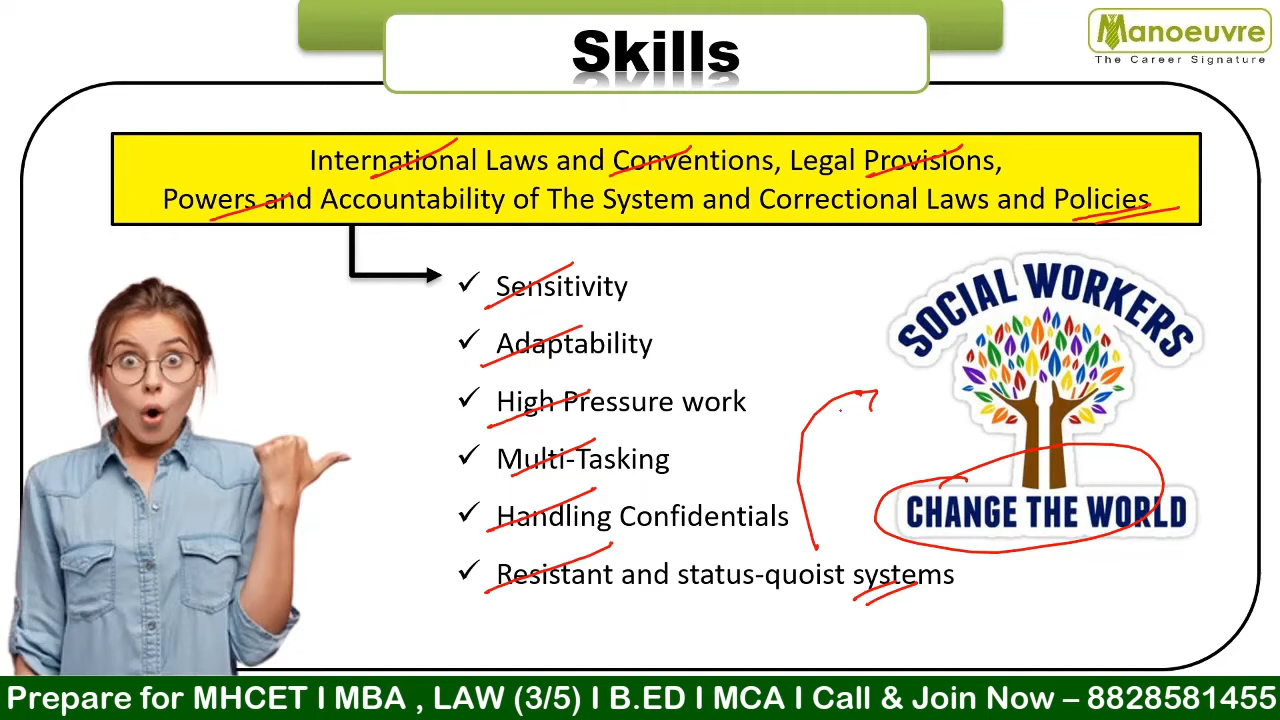 Skills
Manoeuvre
The Career Signature
International Laws and Conventions, Legal Provisions,
Powers and Accountability of The System and Correctional Laws and Policies
✓ Sensitivity
✓ Adaptability
✓ High Pressure work
✓ Multi-Tasking
✓ Handling Confidentials
✓ Resistant and status-quoist systems
SOCIAL WORKERS
CHANGE THE WORLD
Prepare for MHCET I MBA , LAW (3/5) I B.ED I MCA I Call & Join Now – 8828581455